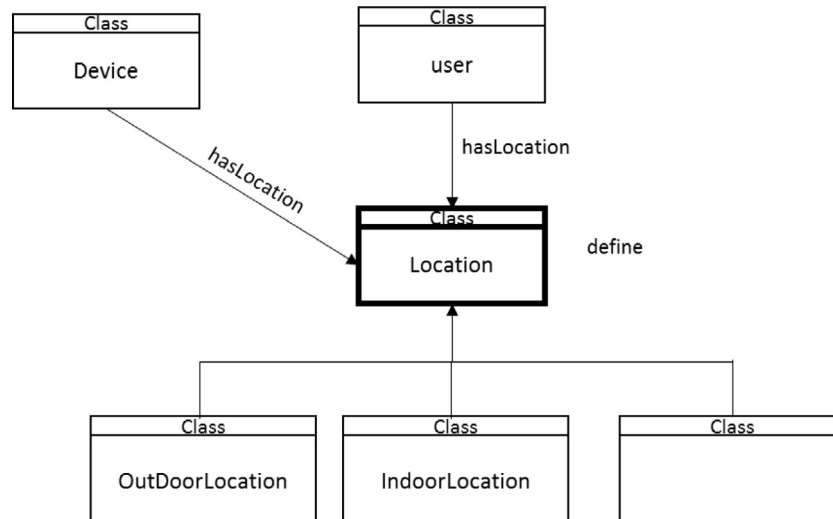 Class
Device
Class
user
hasLocation
hasLocation
Class
Location
define
Class
OutDoorLocation
Class
IndoorLocation
Class